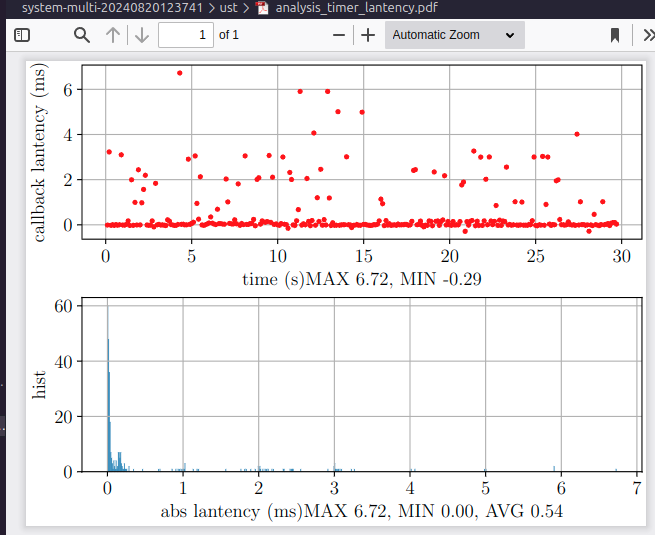 system-multi-20240820123741 > ust > analysis_timer_lantency.pdf
1 of 1 Automatic Zoom
callback lantency (ms)
6
4
2
0
0 5 10 15 20 25 30
time (s)MAX 6.72, MIN -0.29
hist
60
40
20
0
0 1 2 3 4 5 6 7
abs lantency (ms)MAX 6.72, MIN 0.00, AVG 0.54